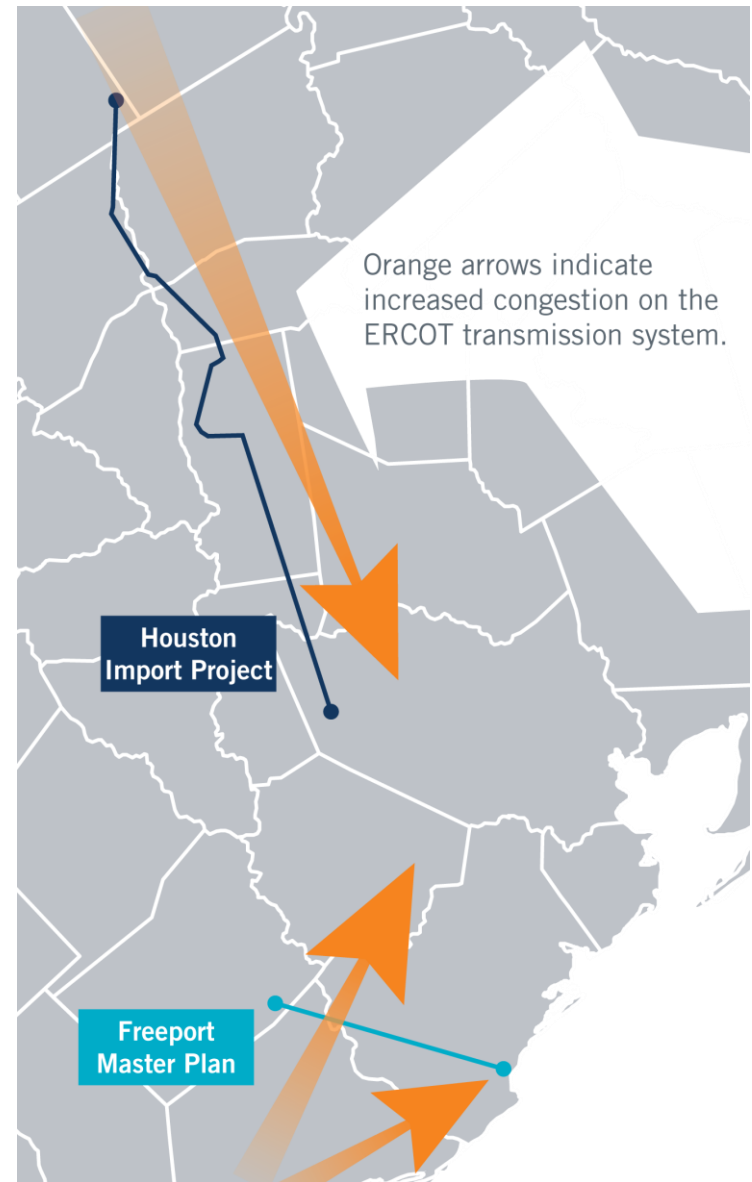 Orange arrows indicate
increased congestion on the
ERCOT transmission system.
Houston
Import Project
Freeport
Master Plan